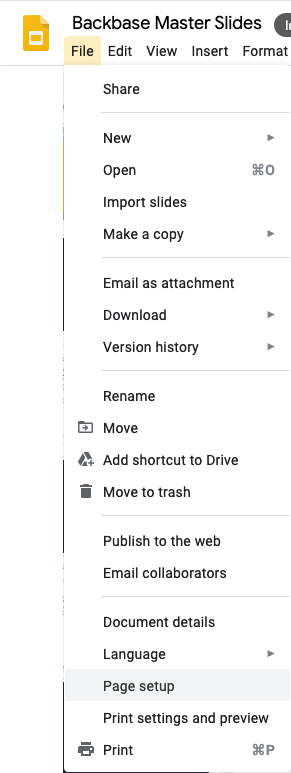 Backbase Master Slides
File Edit View Insert Format
Share
New
Open ⌘O
Import slides
Make a copy
Email as attachment
Download
Version history
Rename
Move
Add shortcut to Drive
Move to trash
Publish to the web
Email collaborators
Document details
Language
Page setup
Print settings and preview
Print ⌘P